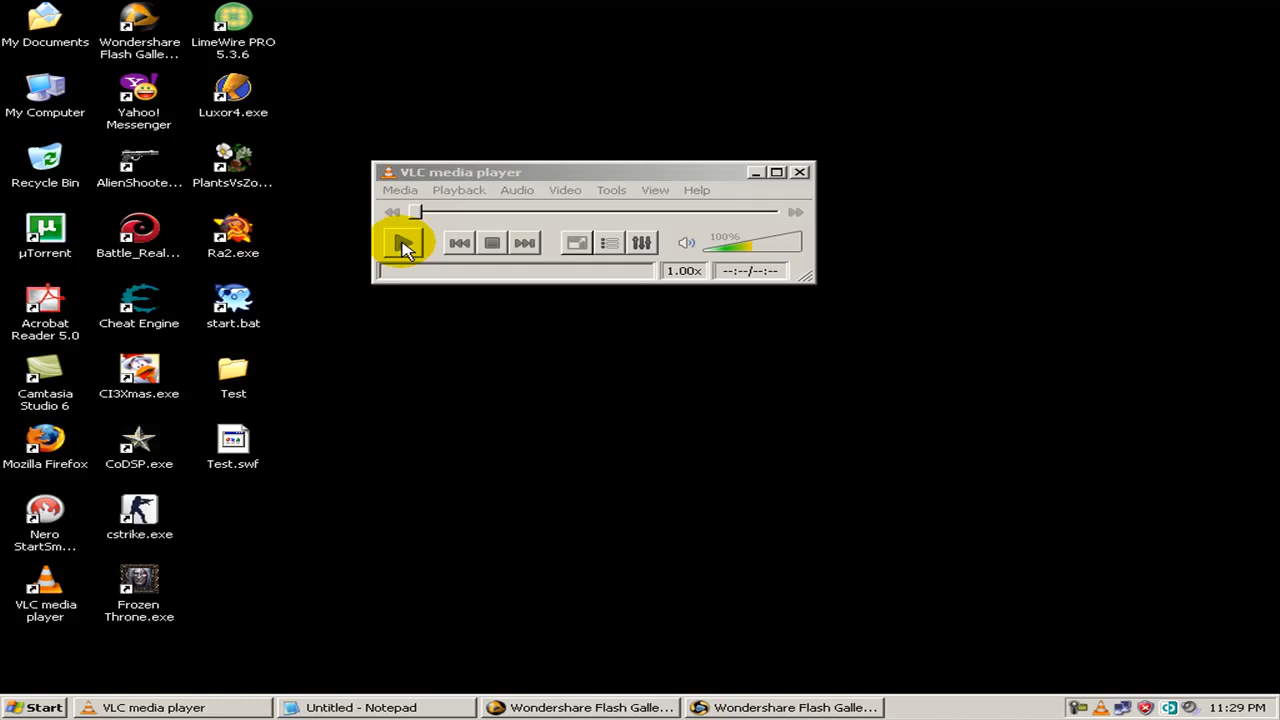 My Documents
Wondershare
Flash Galle...
LimeWire PRO
5.3.6
My Computer
Yahoo!
Messenger
Luxor4.exe
Recycle Bin
AlienShoote...
PlantsVsZo...
µTorrent
Battle_Real...
Ra2.exe
Acrobat
Reader 5.0
Cheat Engine
start.bat
Camtasia
Studio 6
CI3Xmas.exe
Test
Mozilla Firefox
CoDSP.exe
Test.swf
Nero
StartSm...
cstrike.exe
VLC media
player
Frozen
Throne.exe
VLC media player
Media Playback Audio Video Tools View Help
100%
1.00x --:--/--:--
Start VLC media player Untitled - Notepad Wondershare Flash Galle... Wondershare Flash Galle... 11:29 PM